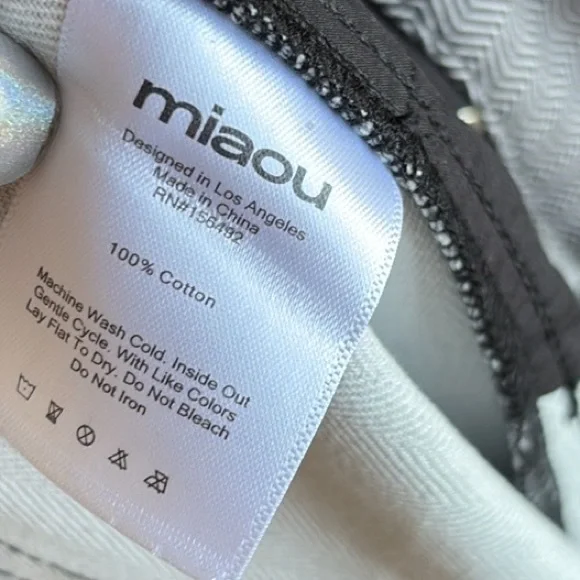 miaou
Designed in Los Angeles
Made in China
RN#156492
100% Cotton
Machine Wash Cold. Inside Out
Gentle Cycle. With Like Colors
Lay Flat To Dry. Do Not Bleach
Do Not Iron